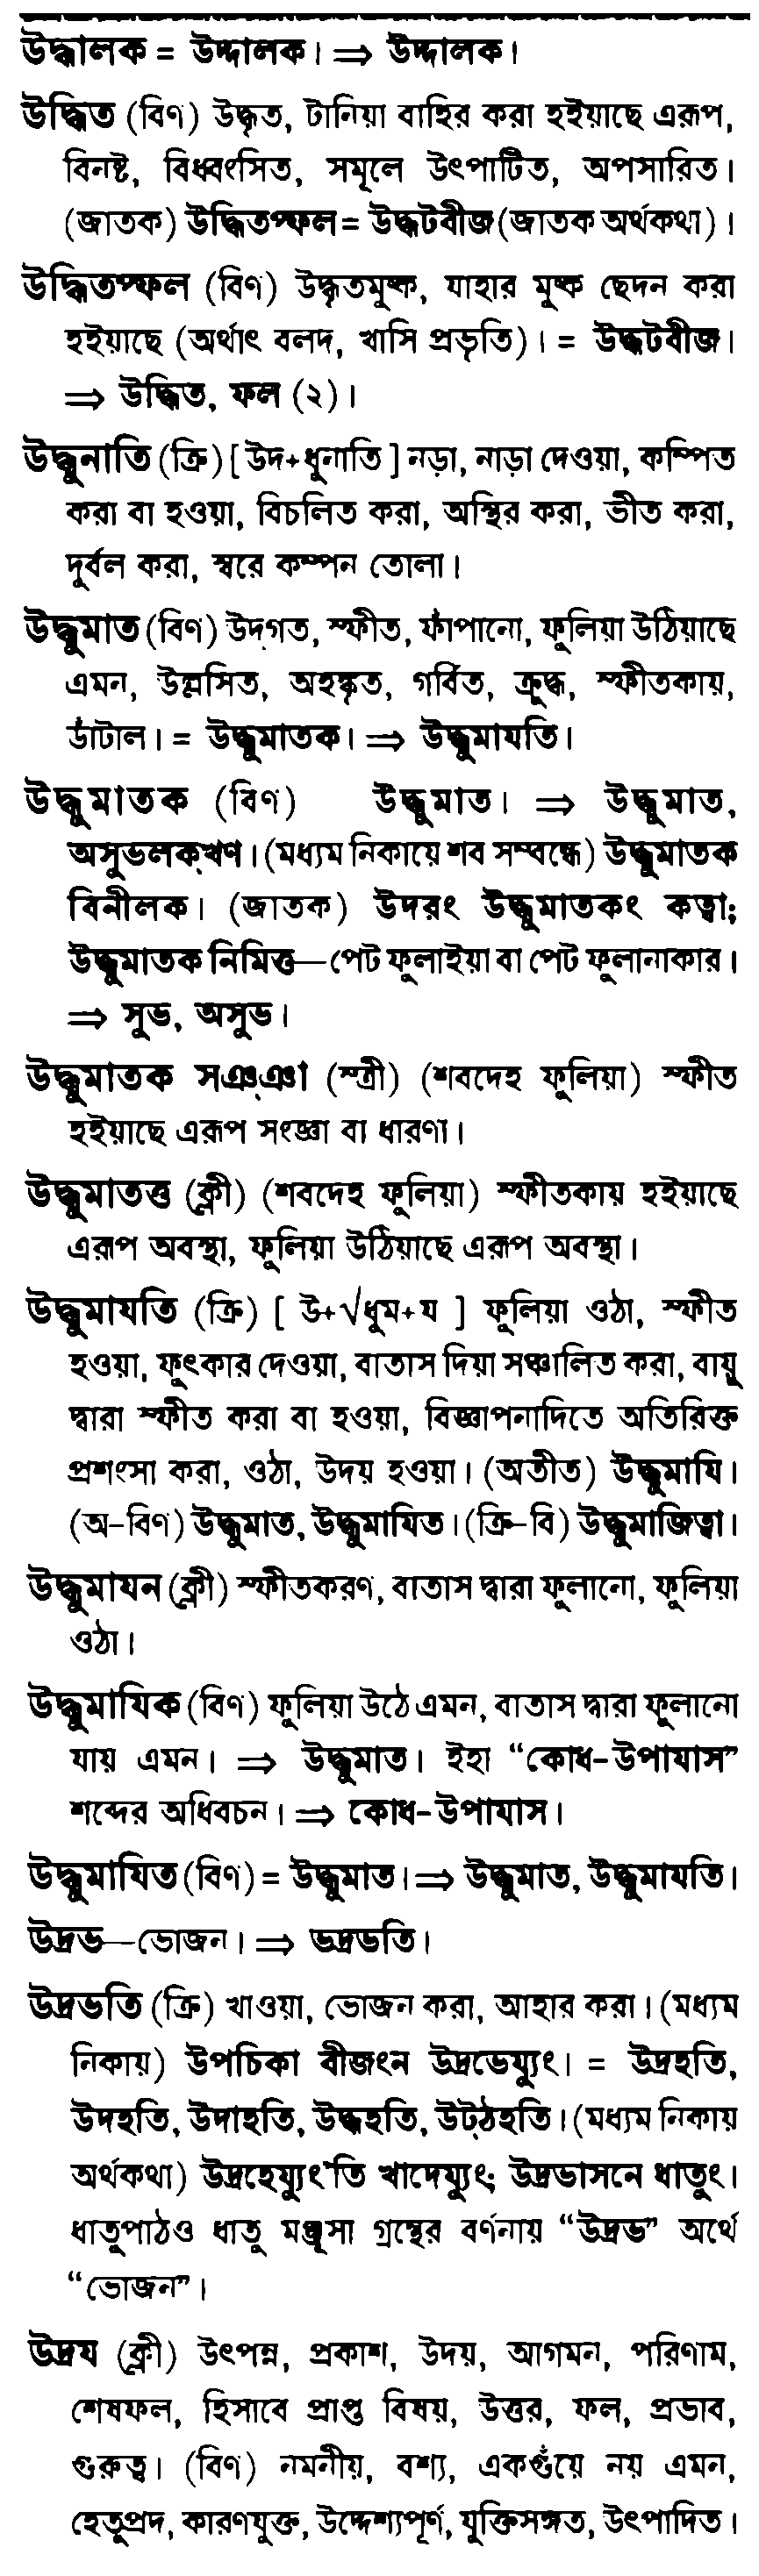 উদ্ধালক = উদ্দালক। ⇒ উদ্দালক।
উদ্ধিত (বিণ) উদ্ধৃত, টানিয়া বাহির করা হইয়াছে এরূপ,
বিনষ্ট, বিধ্বংসিত, সমূলে উৎপাটিত, অপসারিত।
(জাতক) উদ্ধিতপ্ফল = উদ্ধটবীজ (জাতক অর্থকথা)।
উদ্ধিতপ্ফল (বিণ) উদ্ধৃতমুষ্ক, যাহার মুষ্ক ছেদন করা
হইয়াছে (অর্থাৎ বলদ, খাসি প্রভৃতি)। = উদ্ধটবীজ।
⇒ উদ্ধিত, ফল (২)।
উদ্ধুনাতি (ক্রি) [ উদ+ধুনাতি ] নড়া, নাড়া দেওয়া, কম্পিত
করা বা হওয়া, বিচলিত করা, অস্থির করা, ভীত করা,
দুর্বল করা, স্বরে কম্পন তোলা।
উদ্ধুমাত (বিণ) উদ্গত, স্ফীত, ফাঁপানো, ফুলিয়া উঠিয়াছে
এমন, উল্লসিত, অহঙ্কৃত, গর্বিত, ক্রুদ্ধ, স্ফীতকায়,
ডাঁটাল। = উদ্ধুমাতক। ⇒ উদ্ধুমাযতি।
উদ্ধুমাতক (বিণ) উদ্ধুমাত। ⇒ উদ্ধুমাত,
অসুভলক্খণ। (মধ্যম নিকায়ে শব সম্বন্ধে) উদ্ধুমাতক
বিনীলক। (জাতক) উদরং উদ্ধুমাতকং কত্বা;
উদ্ধুমাতক নিমিত্ত—পেট ফুলাইয়া বা পেট ফুলানাকার।
⇒ সুভ, অসুভ।
উদ্ধুমাতক সঞ্ঞা (স্ত্রী) (শবদেহ ফুলিয়া) স্ফীত
হইয়াছে এরূপ সংজ্ঞা বা ধারণা।
উদ্ধুমাতত্ত (ক্লী) (শবদেহ ফুলিয়া) স্ফীতকায় হইয়াছে
এরূপ অবস্থা, ফুলিয়া উঠিয়াছে এরূপ অবস্থা।
উদ্ধুমাযতি (ক্রি) [ উ+√ধুম+য ] ফুলিয়া ওঠা, স্ফীত
হওয়া, ফুৎকার দেওয়া, বাতাস দিয়া সঞ্চালিত করা, বায়ু
দ্বারা স্ফীত করা বা হওয়া, বিজ্ঞাপনাদিতে অতিরিক্ত
প্রশংসা করা, ওঠা, উদয় হওয়া। (অতীত) উদ্ধুমাযি।
(অ-বিণ) উদ্ধুমাত, উদ্ধুমাযিত। (ক্রি-বি) উদ্ধুমাজিত্বা।
উদ্ধুমাযন (ক্লী) স্ফীতকরণ, বাতাস দ্বারা ফুলানো, ফুলিয়া
ওঠা।
উদ্ধুমাযিক (বিণ) ফুলিয়া উঠে এমন, বাতাস দ্বারা ফুলানো
যায় এমন। ⇒ উদ্ধুমাত। ইহা “কোধ-উপাযাস”
শব্দের অধিবচন। ⇒ কোধ-উপাযাস।
উদ্ধুমাযিত (বিণ) = উদ্ধুমাত। ⇒ উদ্ধুমাত, উদ্ধুমাযতি।
উদ্রভ—ভোজন। ⇒ ভদ্রভতি।
উদ্রভতি (ক্রি) খাওয়া, ভোজন করা, আহার করা। (মধ্যম
নিকায়) উপচিকা বীজংন উদ্রভেয্যুং। = উদ্রহতি,
উদহতি, উদাহতি, উদ্ধহতি, উট্ঠহতি। (মধ্যম নিকায়
অর্থকথা) উদ্রহেয্যুং’তি খাদেয্যুং; উদ্রভাসনে ধাতুং।
ধাতুপাঠও ধাতু মঞ্জূসা গ্রন্থের বর্ণনায় “উদ্রভ” অর্থে
“ভোজন”।
উদ্রয (ক্লী) উৎপন্ন, প্রকাশ, উদয়, আগমন, পরিণাম,
শেষফল, হিসাবে প্রাপ্ত বিষয়, উত্তর, ফল, প্রভাব,
গুরুত্ব। (বিণ) নমনীয়, বশ্য, একগুঁয়ে নয় এমন,
হেতুপ্রদ, কারণযুক্ত, উদ্দেশ্যপূর্ণ, যুক্তিসঙ্গত, উৎপাদিত।